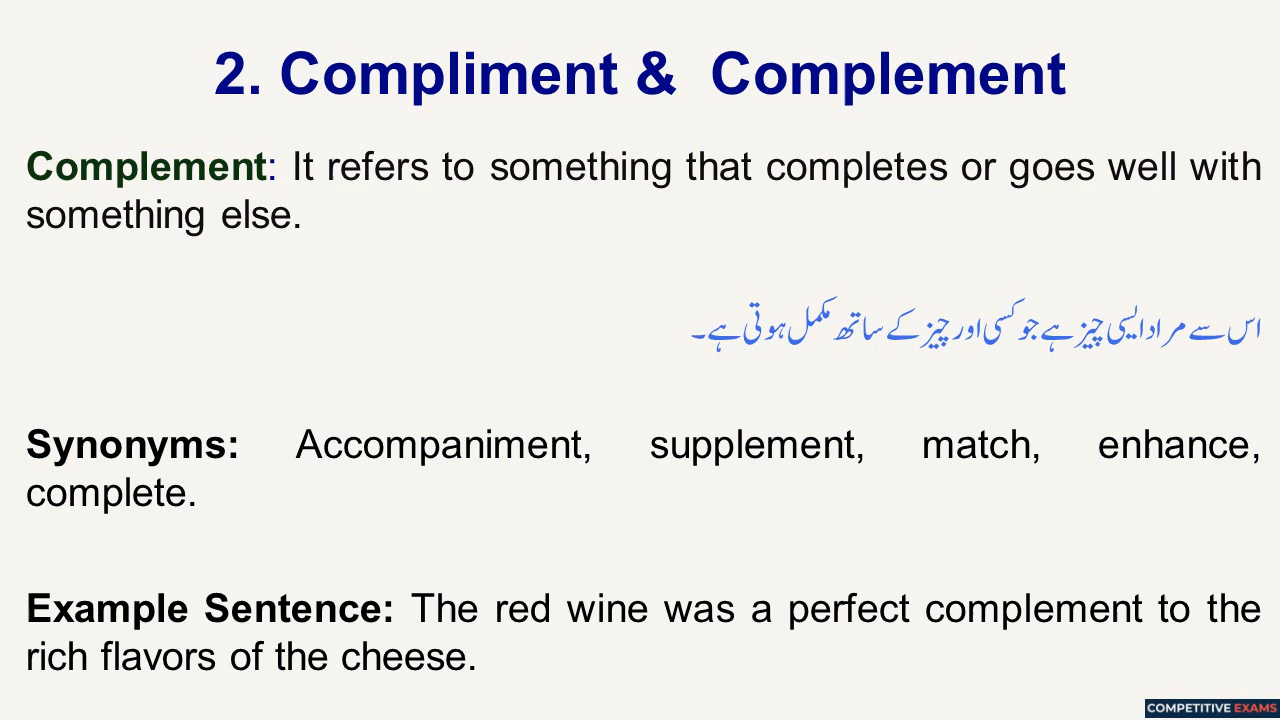 2. Compliment & Complement
Complement: It refers to something that completes or goes well with
something else.
اس سے مراد ایسی چیز ہے جو کسی اور چیز کے ساتھ مکمل ہوتی ہے۔
Synonyms: Accompaniment, supplement, match, enhance,
complete.
Example Sentence: The red wine was a perfect complement to the
rich flavors of the cheese.
COMPETITIVE EXAMS